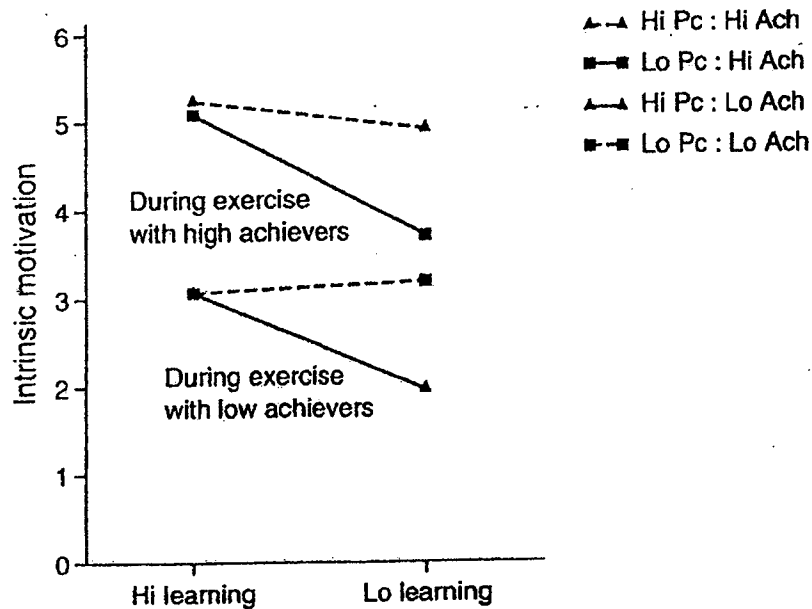 Hi Pc : Hi Ach
Lo Pc : Hi Ach
Hi Pc : Lo Ach
Lo Pc : Lo Ach
6
5
4
3
2
1
0
Intrinsic motivation
During exercise
with high achievers
During exercise
with low achievers
Hi learning
Lo learning